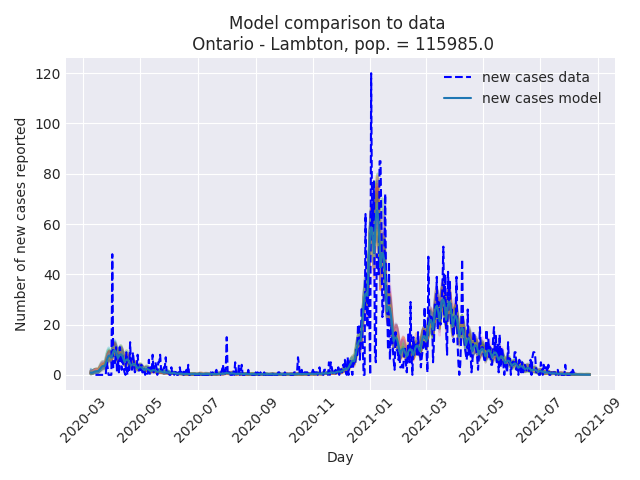 Model comparison to data
Ontario - Lambton, pop. = 115985.0
new cases data
new cases model
Number of new cases reported
120
100
80
60
40
20
0
2020-03
2020-05
2020-07
2020-09
2020-11
2021-01
2021-03
2021-05
2021-07
2021-09
Day